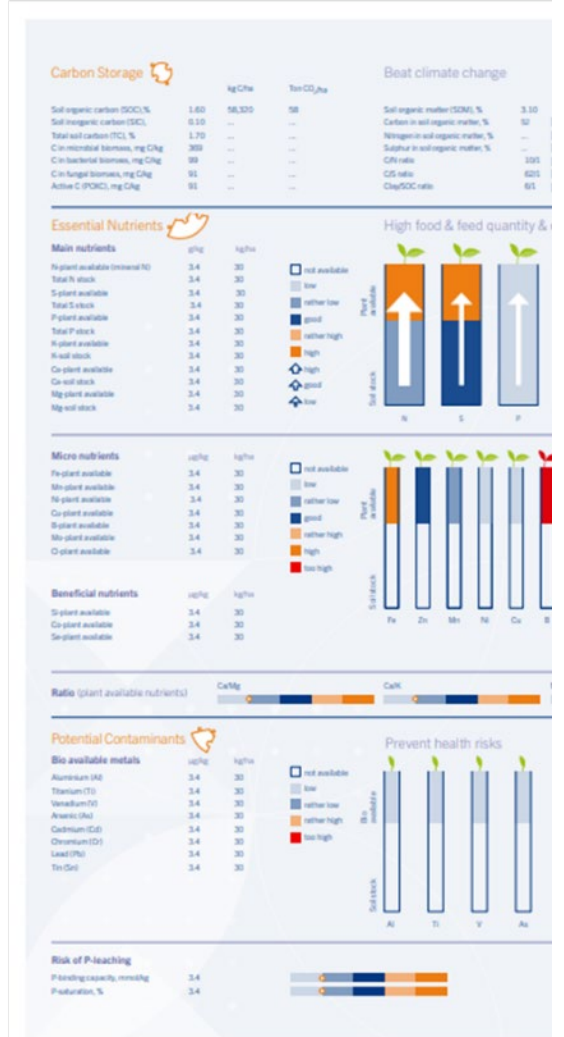 Carbon Storage
kg C/ha Ton CO2/ha
Soil organic carbon (SOC), % 1.60 58,320 58
Soil inorganic carbon (SIC), 0.10 ... ...
Total soil carbon (TC), % 1.70 ... ...
C in microbial biomass, mg C/kg 369 ... ...
C in bacterial biomass, mg C/kg 99 ... ...
C in fungal biomass, mg C/kg 91 ... ...
Active C (POXC), mg C/kg 91 ... ...
Beat climate change
Soil organic matter (SOM), % 3.10
Carbon in soil organic matter, % 52
Nitrogen in soil organic matter, % ...
Sulphur in soil organic matter, % ...
C/N ratio 10/1
C/S ratio 62/1
Clay/SOC ratio 6/1
Essential Nutrients
Main nutrients g/kg kg/ha
N-plant available (mineral N) 3.4 30
Total N stock 3.4 30
S-plant available 3.4 30
Total S stock 3.4 30
P-plant available 3.4 30
Total P stock 3.4 30
K-plant available 3.4 30
K-soil stock 3.4 30
Ca-plant available 3.4 30
Ca-soil stock 3.4 30
Mg-plant available 3.4 30
Mg-soil stock 3.4 30
not available
low
rather low
good
rather high
high
high
good
low
High food & feed quantity &
Plant available
Soil stock
N S P
Micro nutrients µg/kg kg/ha
Fe-plant available 3.4 30
Mn-plant available 3.4 30
Ni-plant available 3.4 30
Cu-plant available 3.4 30
B-plant available 3.4 30
Mo-plant available 3.4 30
Cl-plant available 3.4 30
not available
low
rather low
good
rather high
high
too high
Plant available
Soil stock
Fe Zn Mn Ni Cu B
Beneficial nutrients µg/kg kg/ha
Si-plant available 3.4 30
Co-plant available 3.4 30
Se-plant available 3.4 30
Ratio (plant available nutrients) Ca/Mg Ca/K
Potential Contaminants
Bio available metals µg/kg kg/ha
Aluminium (Al) 3.4 30
Titanium (Ti) 3.4 30
Vanadium (V) 3.4 30
Arsenic (As) 3.4 30
Cadmium (Cd) 3.4 30
Chromium (Cr) 3.4 30
Lead (Pb) 3.4 30
Tin (Sn) 3.4 30
not available
low
rather low
rather high
too high
Prevent health risks
Bio available
Soil stock
Al Ti V As
Risk of P-leaching
P-binding capacity, mmol/kg 3.4
P-saturation, % 3.4